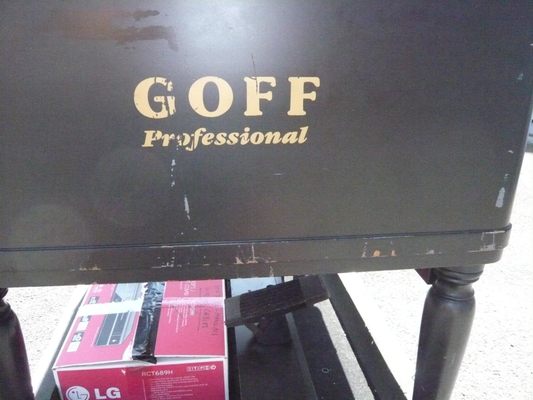 GOFF
Professional
LG
RCT689H